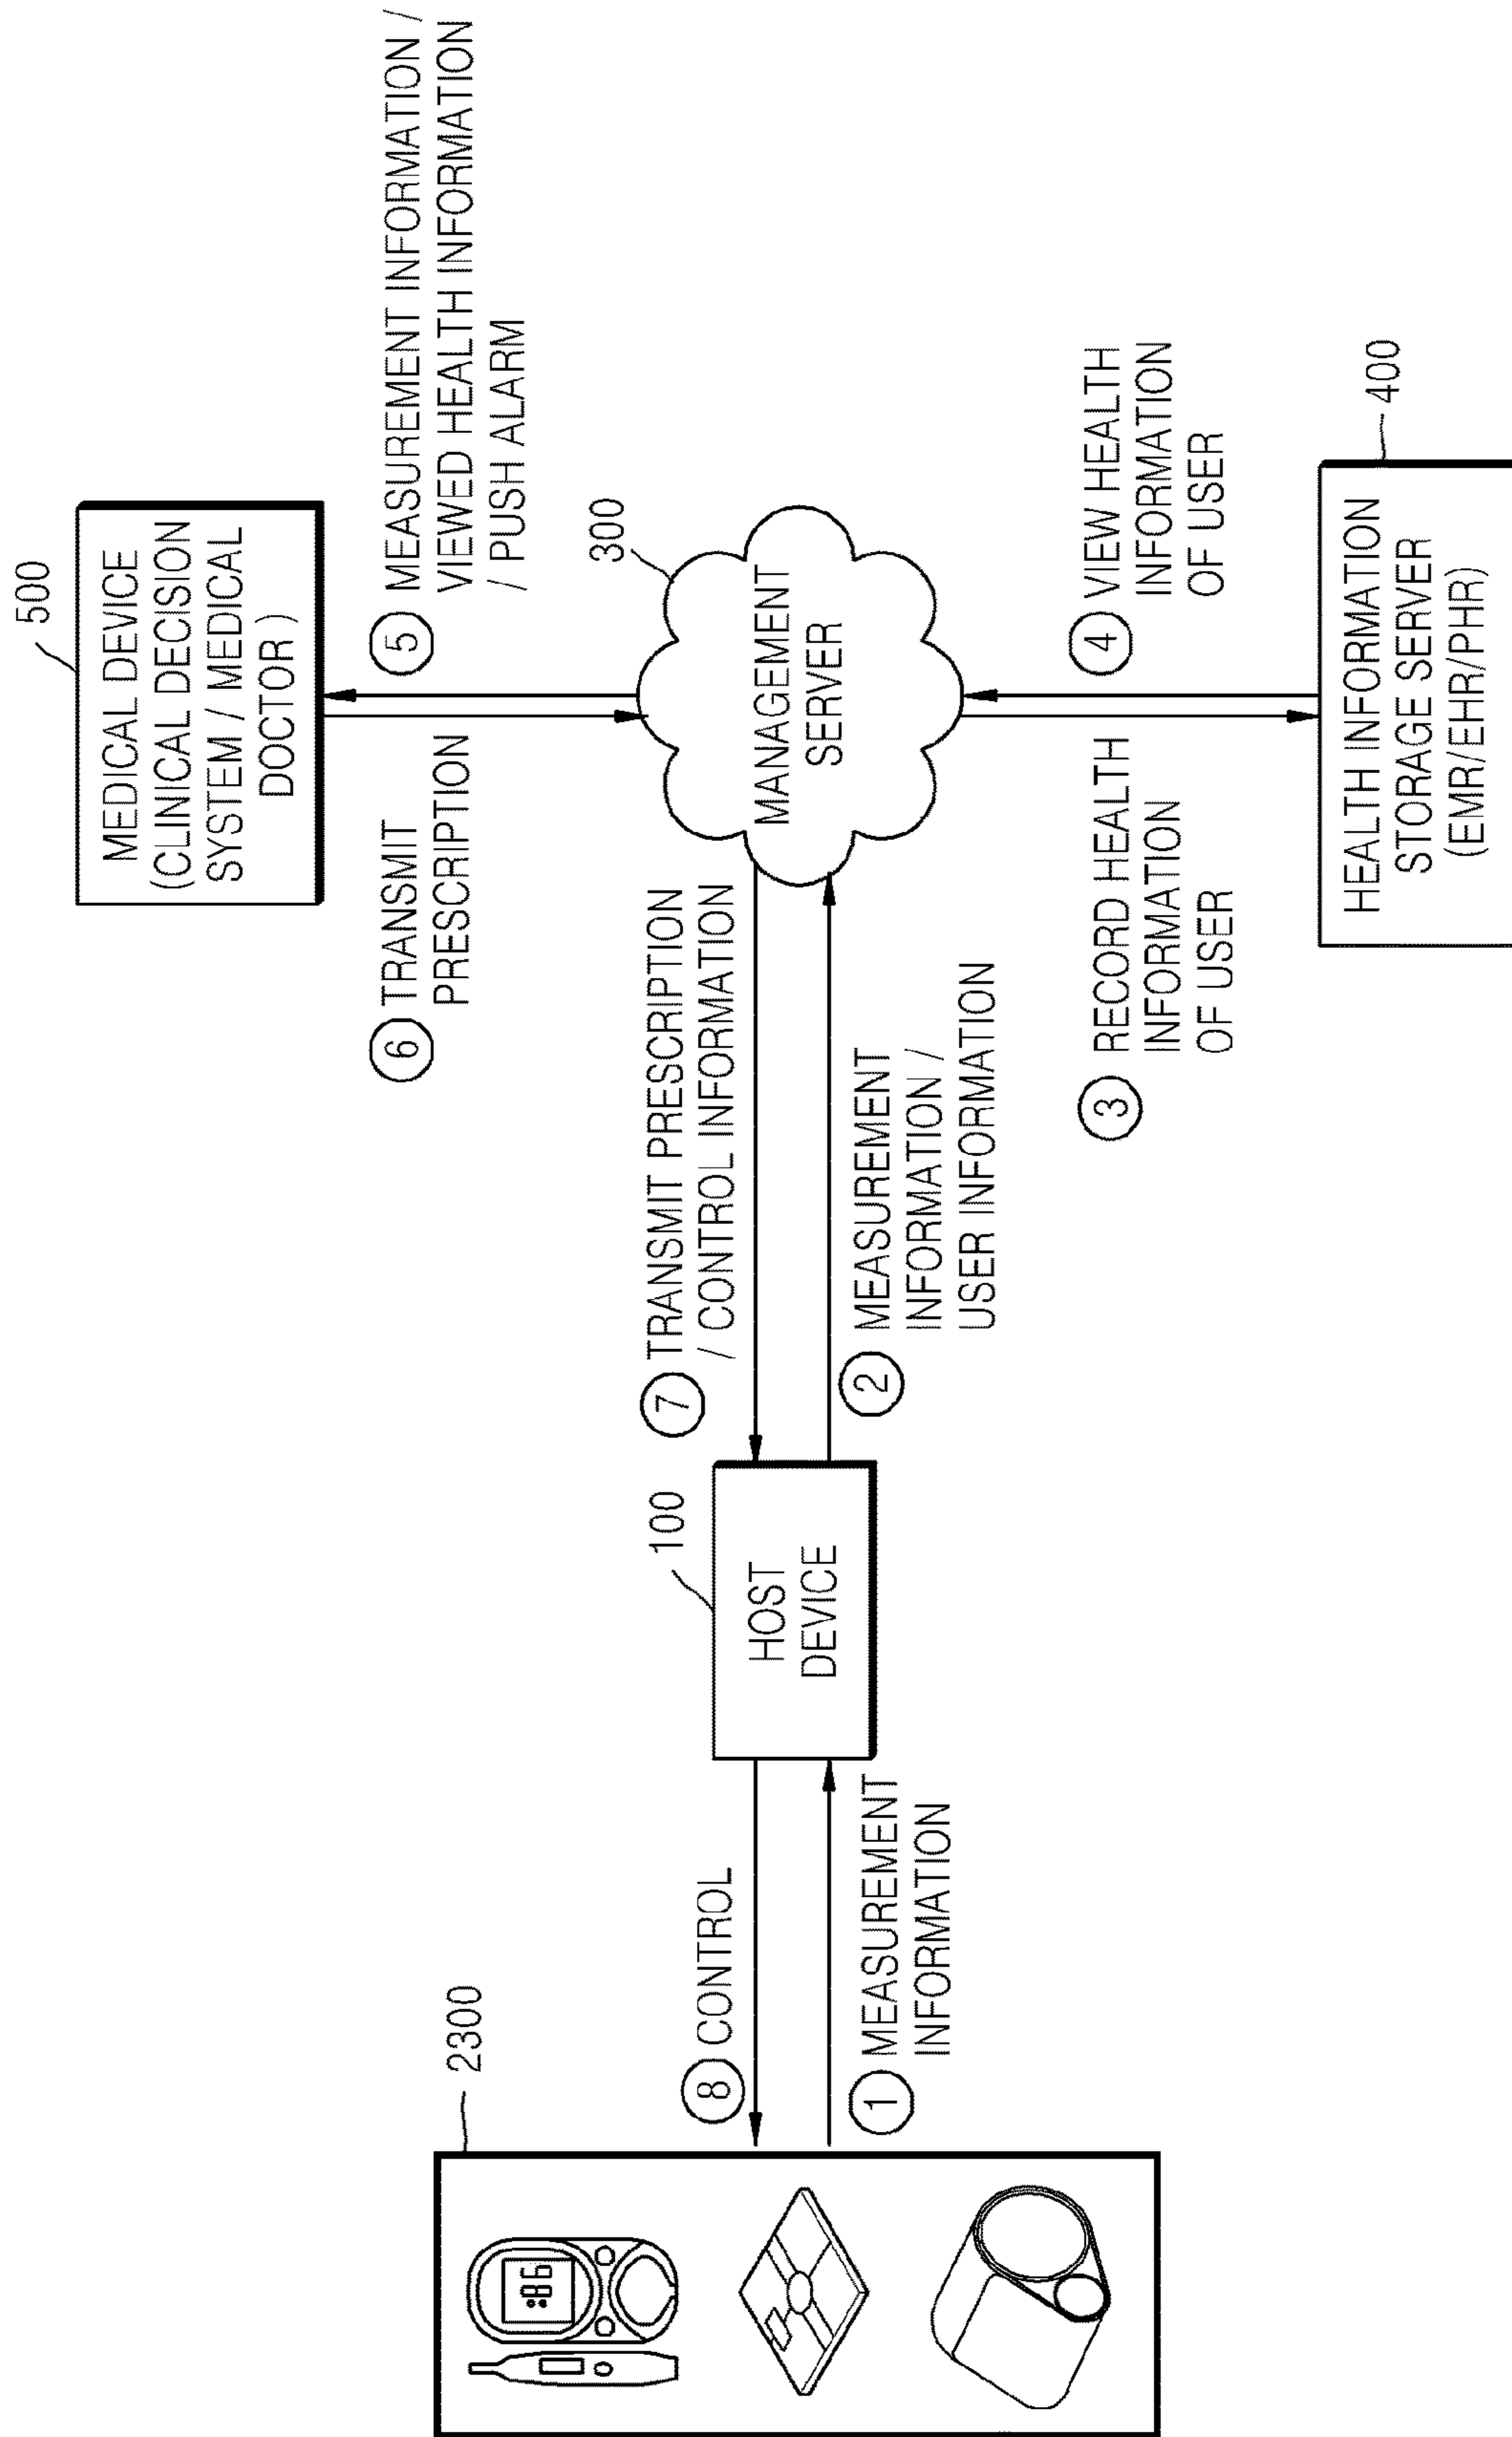 500
MEDICAL DEVICE
(CLINICAL DECISION
SYSTEM / MEDICAL
DOCTOR )
6 TRANSMIT
PRESCRIPTION
5 MEASUREMENT INFORMATION /
VIEWED HEALTH INFORMATION
/ PUSH ALARM
2300
98
8 CONTROL
1 MEASUREMENT
INFORMATION
100
HOST
DEVICE
7 TRANSMIT PRESCRIPTION
/ CONTROL INFORMATION
2 MEASUREMENT
INFORMATION /
USER INFORMATION
300
MANAGEMENT
SERVER
3 RECORD HEALTH
INFORMATION
OF USER
4 VIEW HEALTH
INFORMATION
OF USER
400
HEALTH INFORMATION
STORAGE SERVER
(EMR/EHR/PHR)